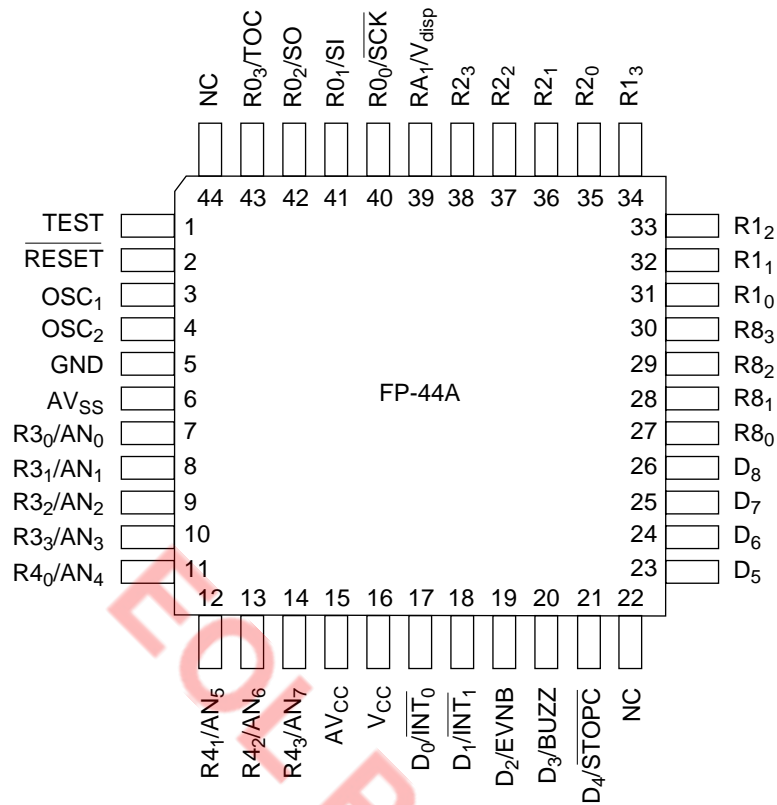 NC
R0₃/TOC
R0₂/SO
R0₁/SI
R0₀/S̅C̅K̅
RA₁/V_disp
R2₃
R2₂
R2₁
R2₀
R1₃
44 43 42 41 40 39 38 37 36 35 34
TEST 1
R̅E̅S̅E̅T̅ 2
OSC₁ 3
OSC₂ 4
GND 5
AV_SS 6
R3₀/AN₀ 7
R3₁/AN₁ 8
R3₂/AN₂ 9
R3₃/AN₃ 10
R4₀/AN₄ 11
FP-44A
33 R1₂
32 R1₁
31 R1₀
30 R8₃
29 R8₂
28 R8₁
27 R8₀
26 D₈
25 D₇
24 D₆
23 D₅
12 13 14 15 16 17 18 19 20 21 22
R4₁/AN₅
R4₂/AN₆
R4₃/AN₇
AV_CC
V_CC
D₀/I̅N̅T̅₀
D₁/I̅N̅T̅₁
D₂/EVNB
D₃/BUZZ
D₄/S̅T̅O̅P̅C̅
NC
EOL